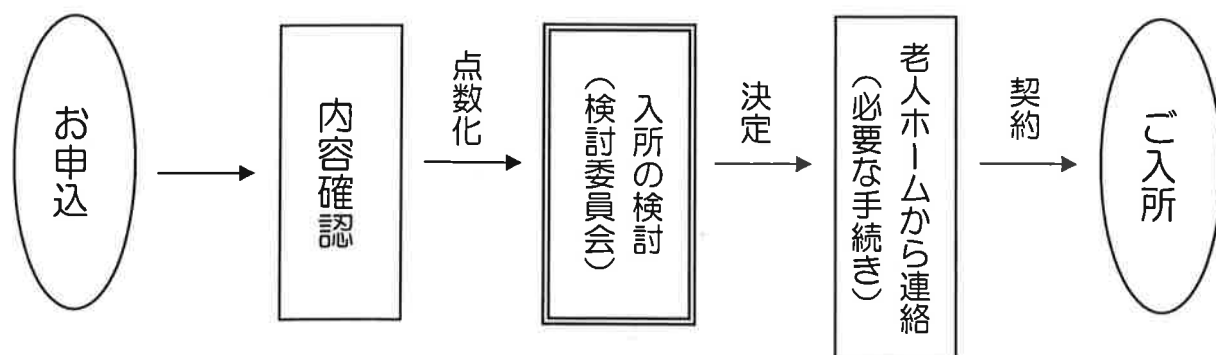 お申込
内容確認
点数化
入所の検討
（検討委員会）
決定
老人ホームから連絡
（必要な手続き）
契約
ご入所